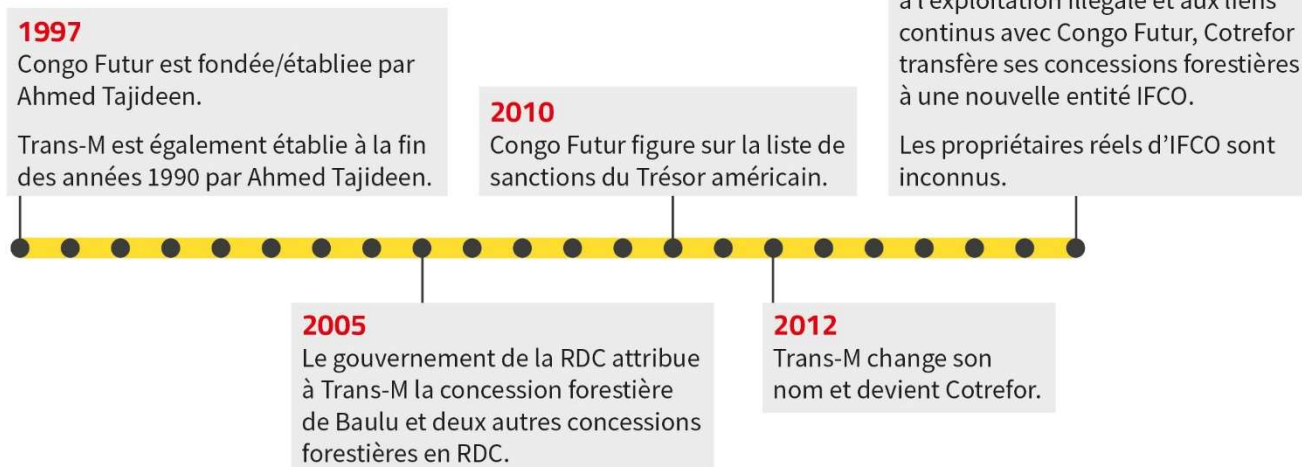 1997
Congo Futur est fondée/établiee par
Ahmed Tajideen.
Trans-M est également établie à la fin
des années 1990 par Ahmed Tajideen.
2010
Congo Futur figure sur la liste de
sanctions du Trésor américain.
à l'exploitation illégale et aux liens
continus avec Congo Futur, Cotrefor
transfère ses concessions forestières
à une nouvelle entité IFCO.
Les propriétaires réels d'IFCO sont
inconnus.
2005
Le gouvernement de la RDC attribue
à Trans-M la concession forestière
de Baulu et deux autres concessions
forestières en RDC.
2012
Trans-M change son
nom et devient Cotrefor.